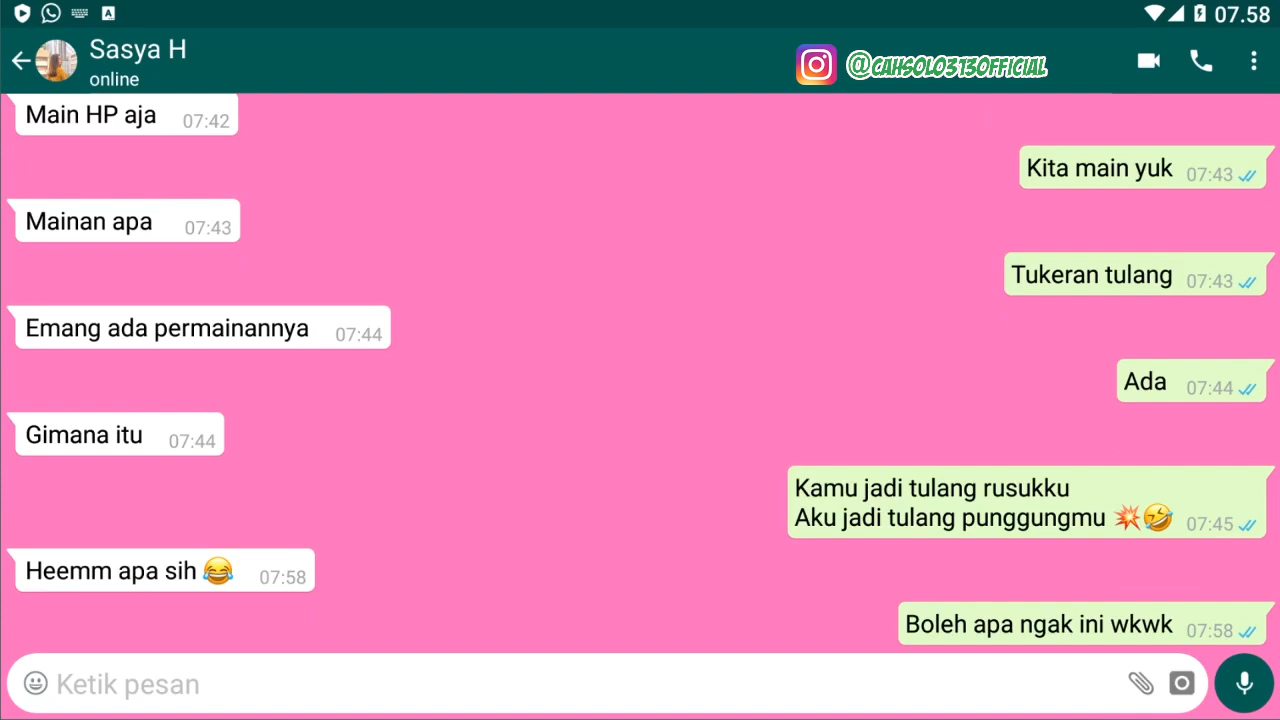 07.58
Sasya H
online
@CAHSOLO313OFFICIAL
Main HP aja 07:42
Kita main yuk 07:43
Mainan apa 07:43
Tukeran tulang 07:43
Emang ada permainannya 07:44
Ada 07:44
Gimana itu 07:44
Kamu jadi tulang rusukku
Aku jadi tulang punggungmu 💥🤣 07:45
Heemm apa sih 😂 07:58
Boleh apa ngak ini wkwk 07:58
Ketik pesan